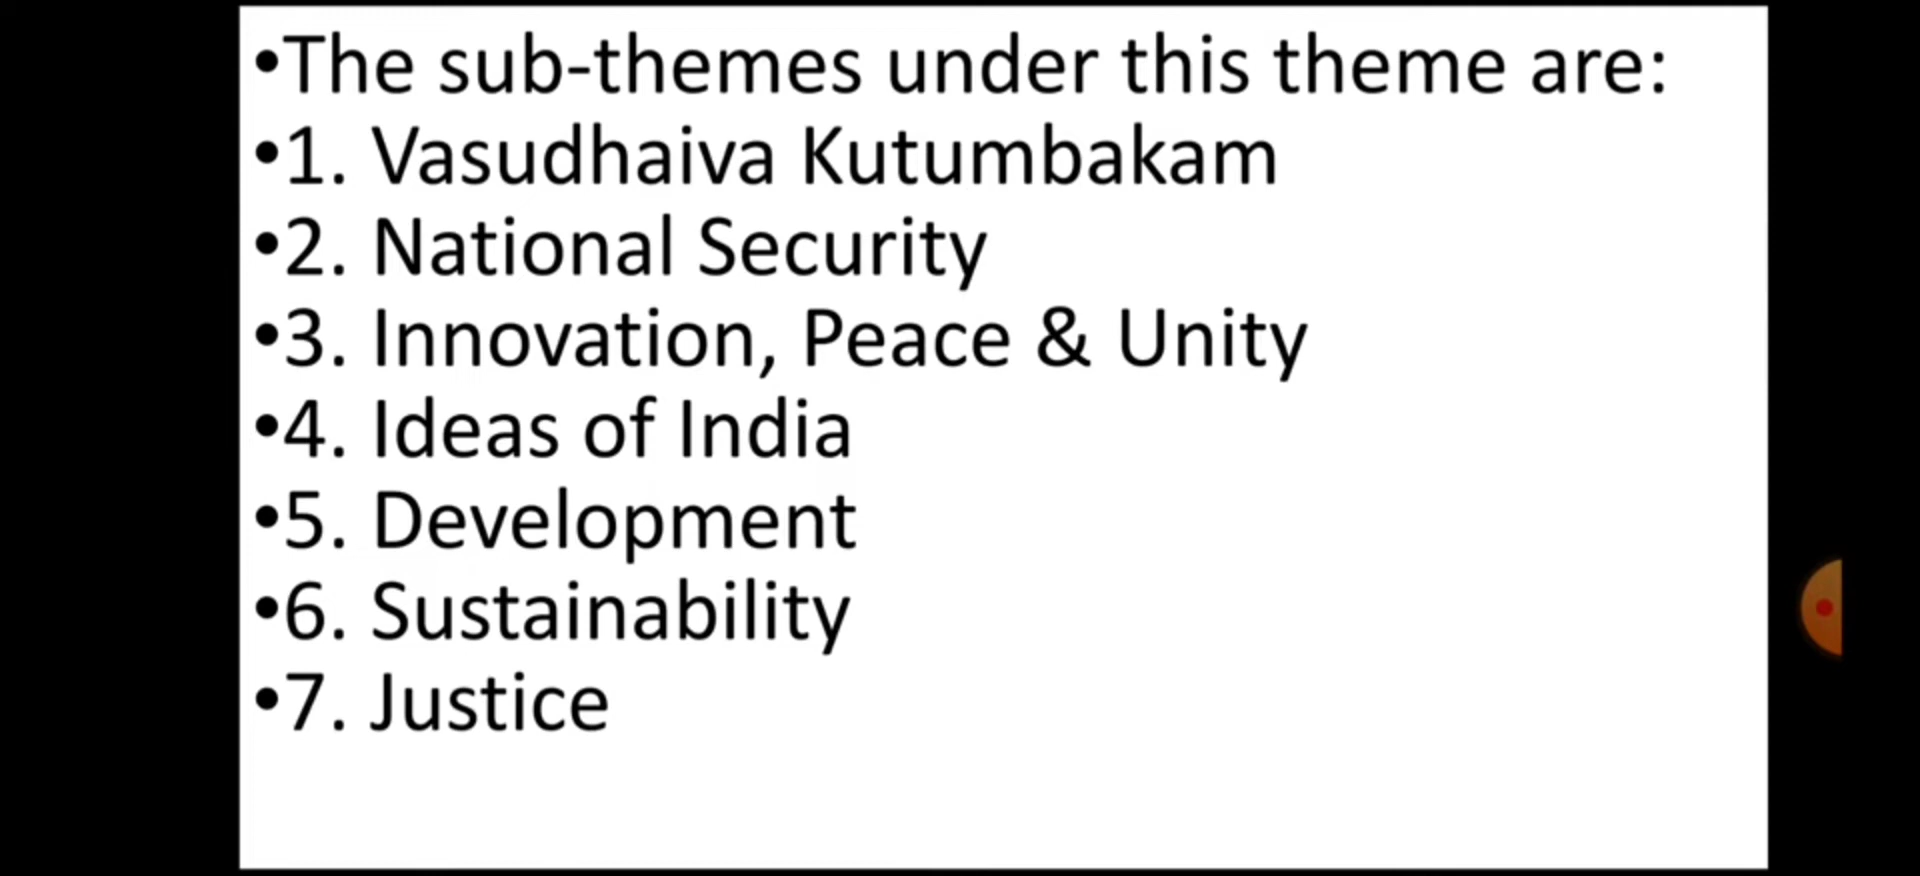 •The sub-themes under this theme are:
•1. Vasudhaiva Kutumbakam
•2. National Security
•3. Innovation, Peace & Unity
•4. Ideas of India
•5. Development
•6. Sustainability
•7. Justice